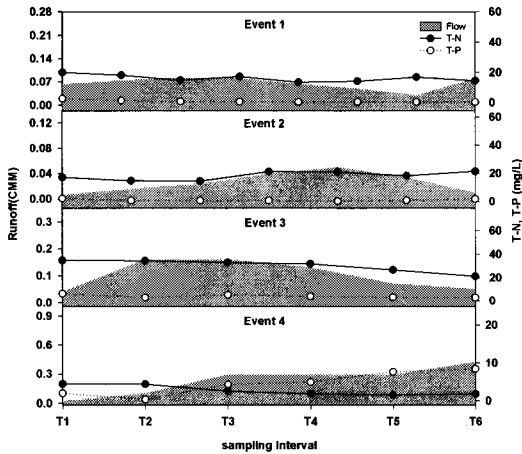 Event 1
Flow
T-N
T-P
0.28
0.21
0.14
0.07
0.00
60
40
20
0
Event 2
0.12
0.08
0.04
0.00
60
40
20
0
Event 3
0.3
0.2
0.1
0.0
60
40
20
0
Event 4
0.9
0.6
0.3
0.0
20
10
0
Runoff(CMM)
T-N, T-P (mg/L)
T1 T2 T3 T4 T5 T6
sampling interval